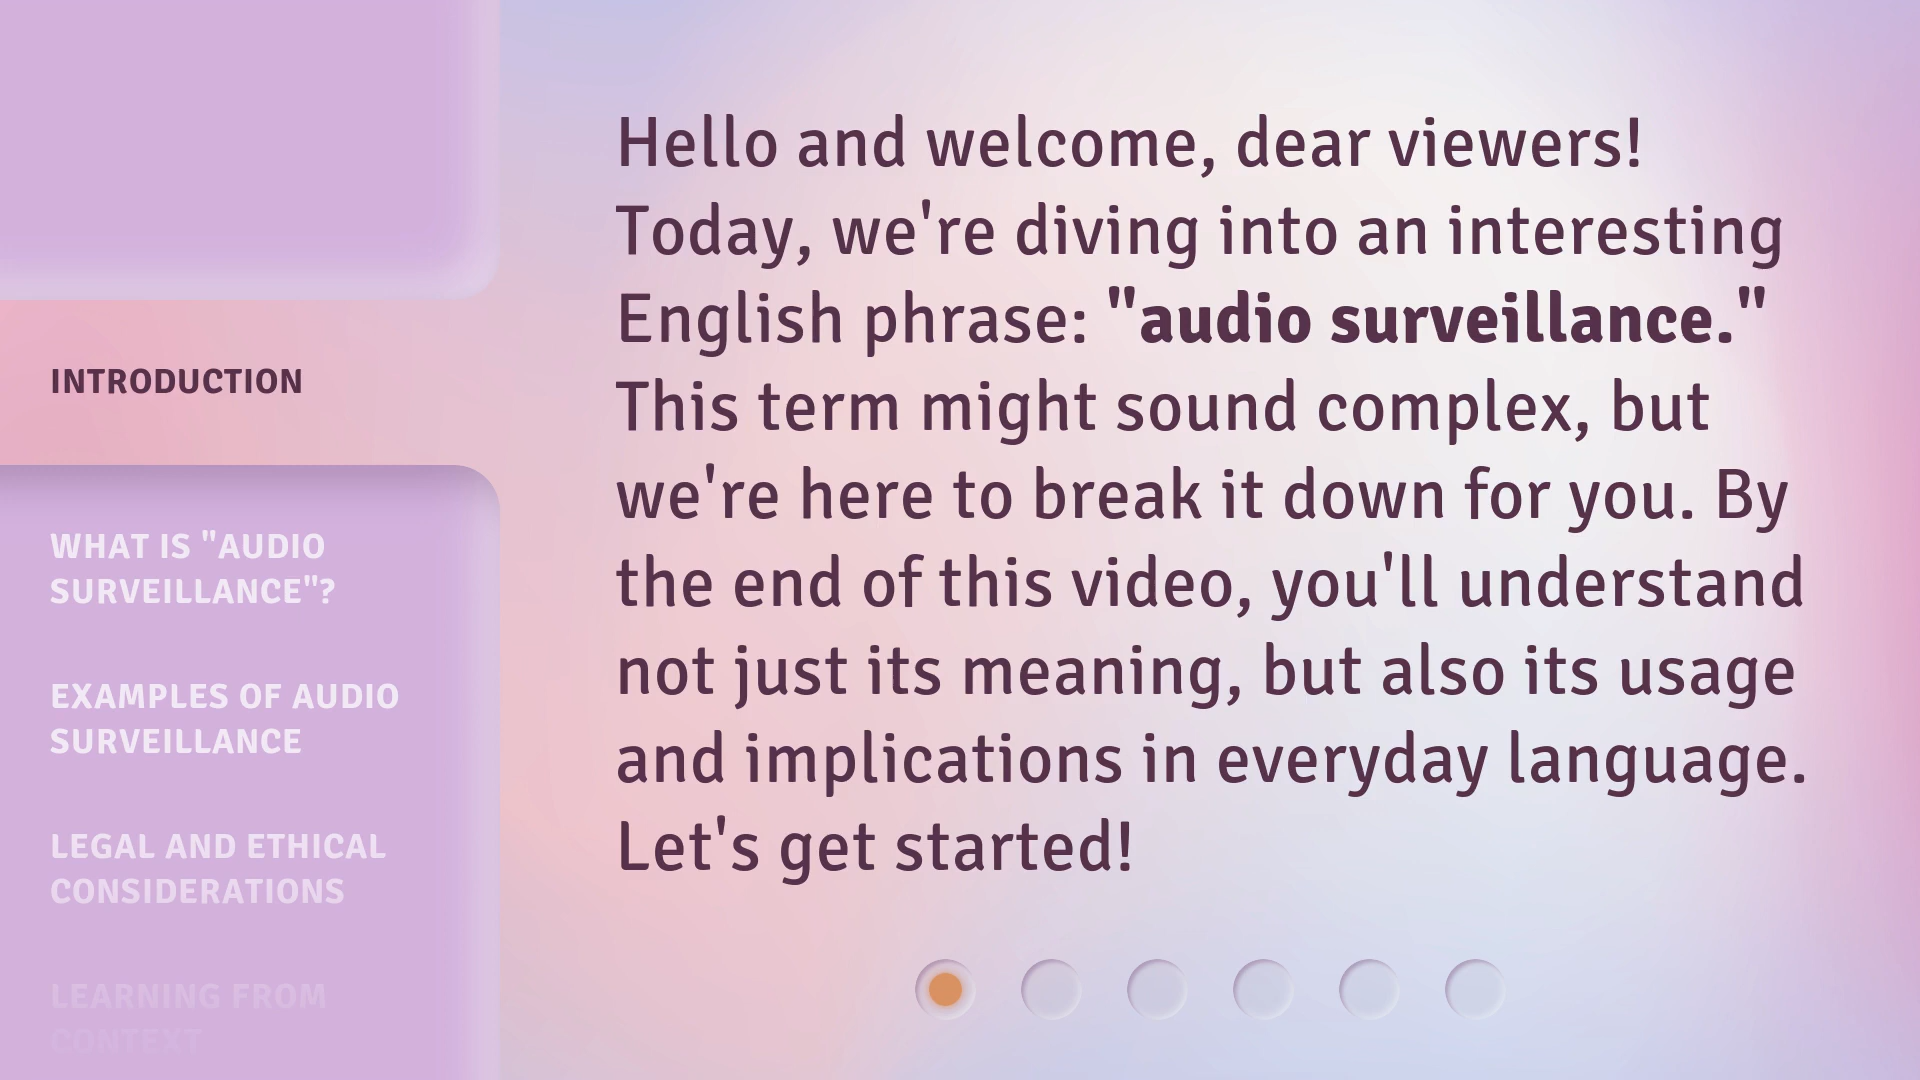 INTRODUCTION
WHAT IS "AUDIO
SURVEILLANCE"?
EXAMPLES OF AUDIO
SURVEILLANCE
LEGAL AND ETHICAL
CONSIDERATIONS
LEARNING FROM
CONTEXT
Hello and welcome, dear viewers!
Today, we're diving into an interesting
English phrase: "audio surveillance."
This term might sound complex, but
we're here to break it down for you. By
the end of this video, you'll understand
not just its meaning, but also its usage
and implications in everyday language.
Let's get started!